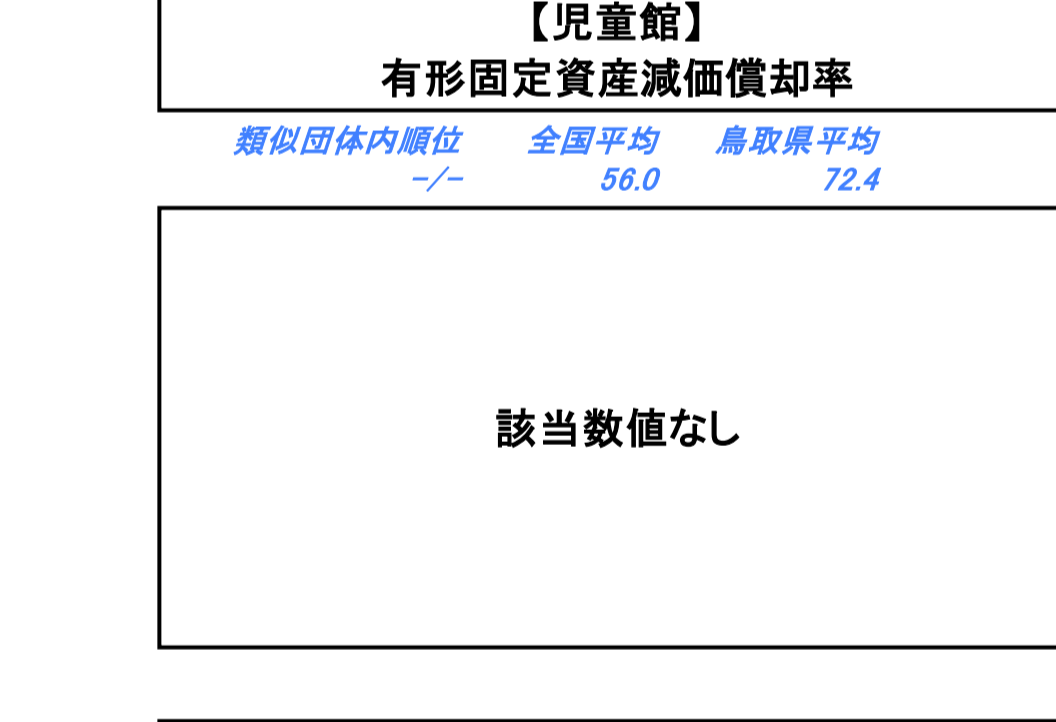 【児童館】
有形固定資産減価償却率
類似団体内順位 全国平均 鳥取県平均
-/- 56.0 72.4
該当数値なし